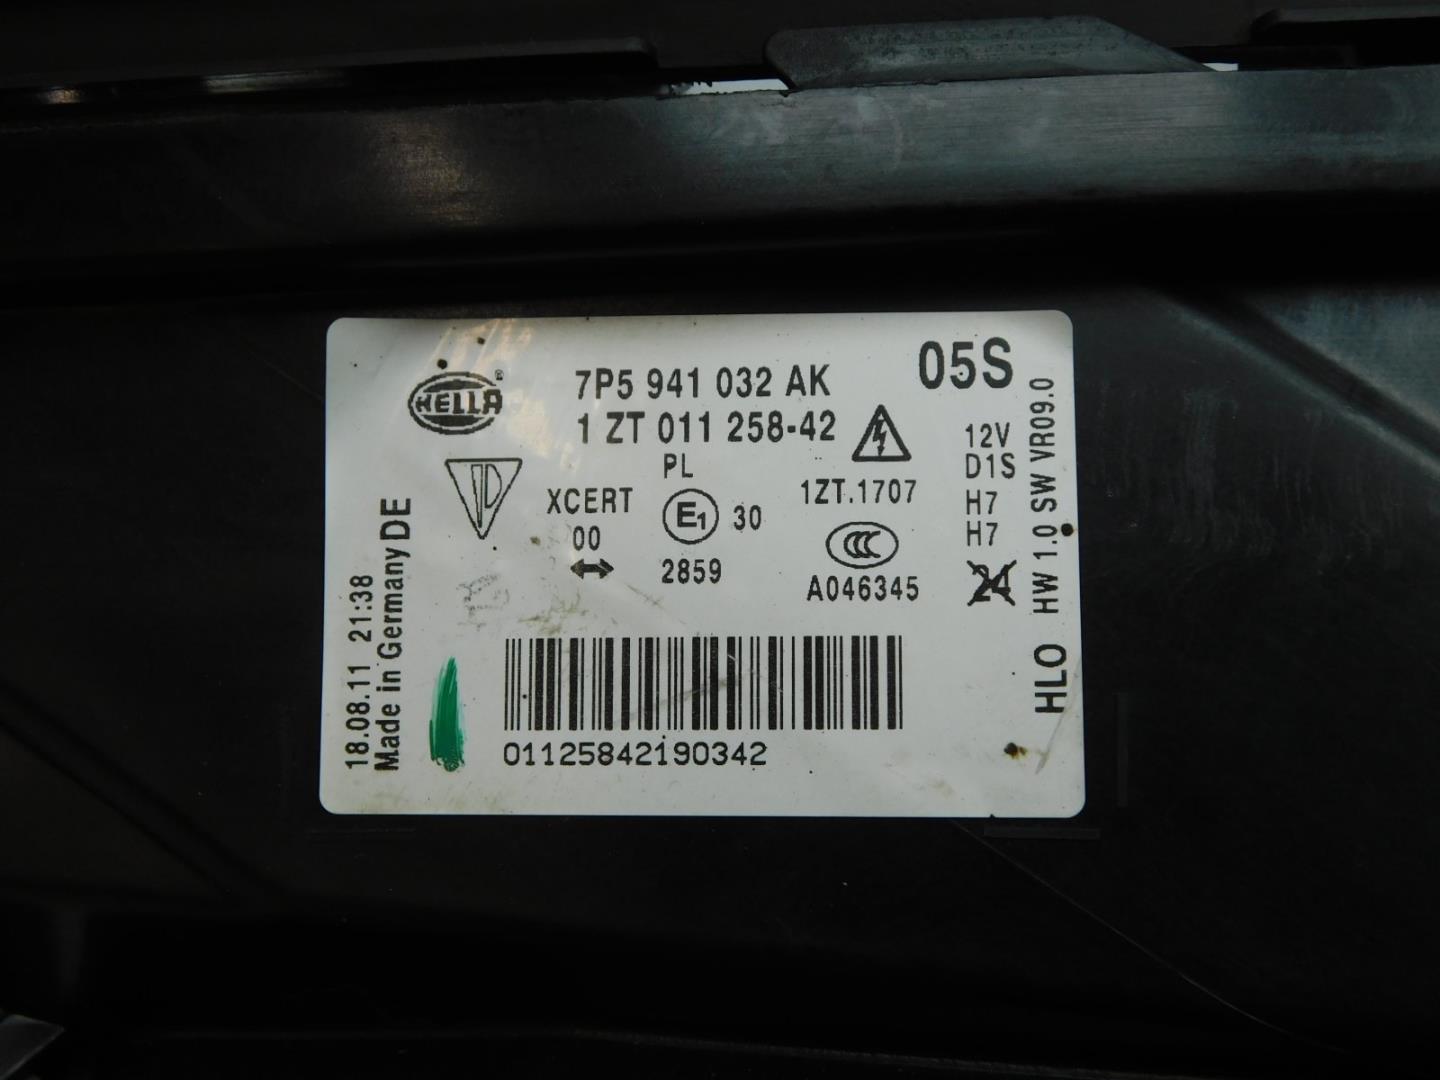 HELLA®
7P5 941 032 AK
05S
1 ZT 011 258-42
PL
XCERT
00
E1
30
2859
1ZT.1707
CCC
A046345
12V
D1S
H7
H7
24
HW 1.0 SW VR09.0
HLO
18.08.11 21:38
Made in Germany DE
01125842190342